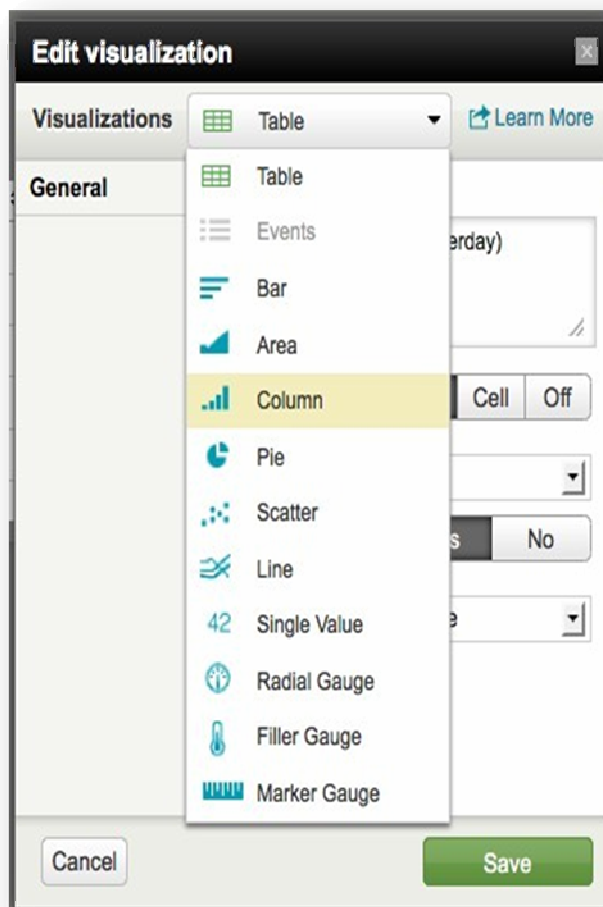 Edit visualization
Visualizations
Table
Learn More
General
Table
Events
Bar
Area
Column
Pie
Scatter
Line
42 Single Value
Radial Gauge
Filler Gauge
Marker Gauge
erday)
Cell Off
s No
e
Cancel
Save